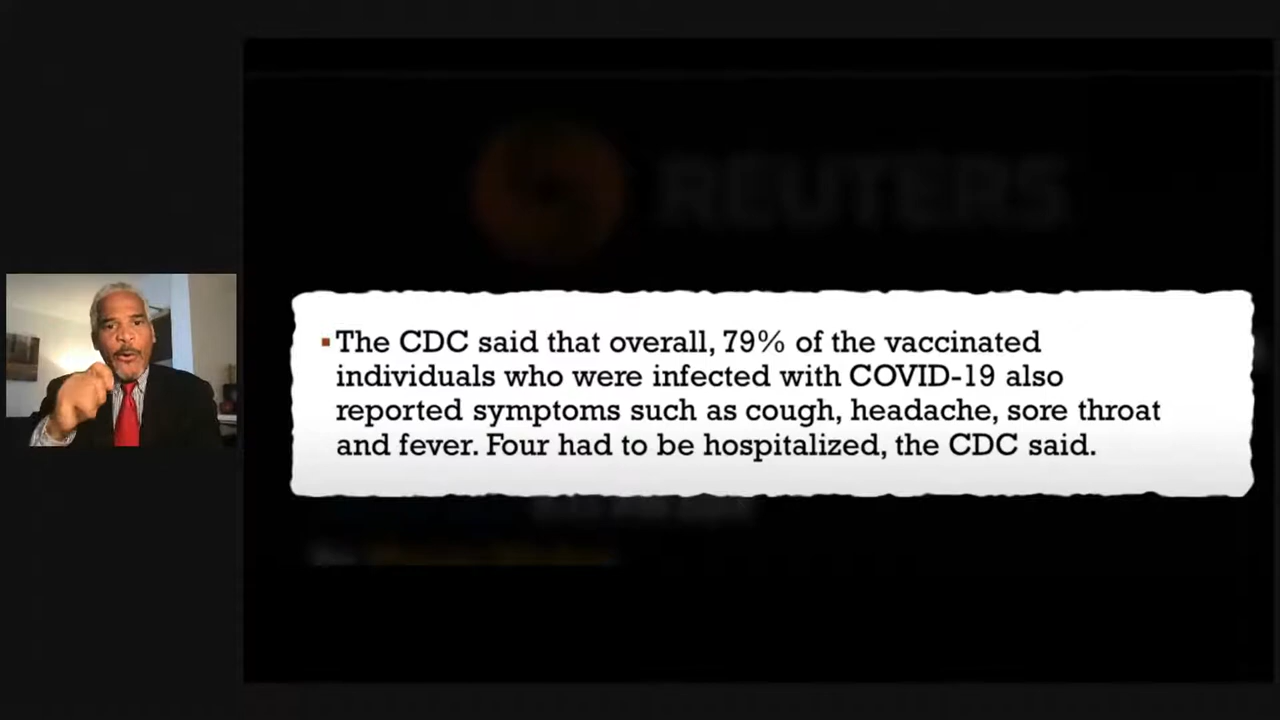 REUTERS
▪The CDC said that overall, 79% of the vaccinated
individuals who were infected with COVID-19 also
reported symptoms such as cough, headache, sore throat
and fever. Four had to be hospitalized, the CDC said.